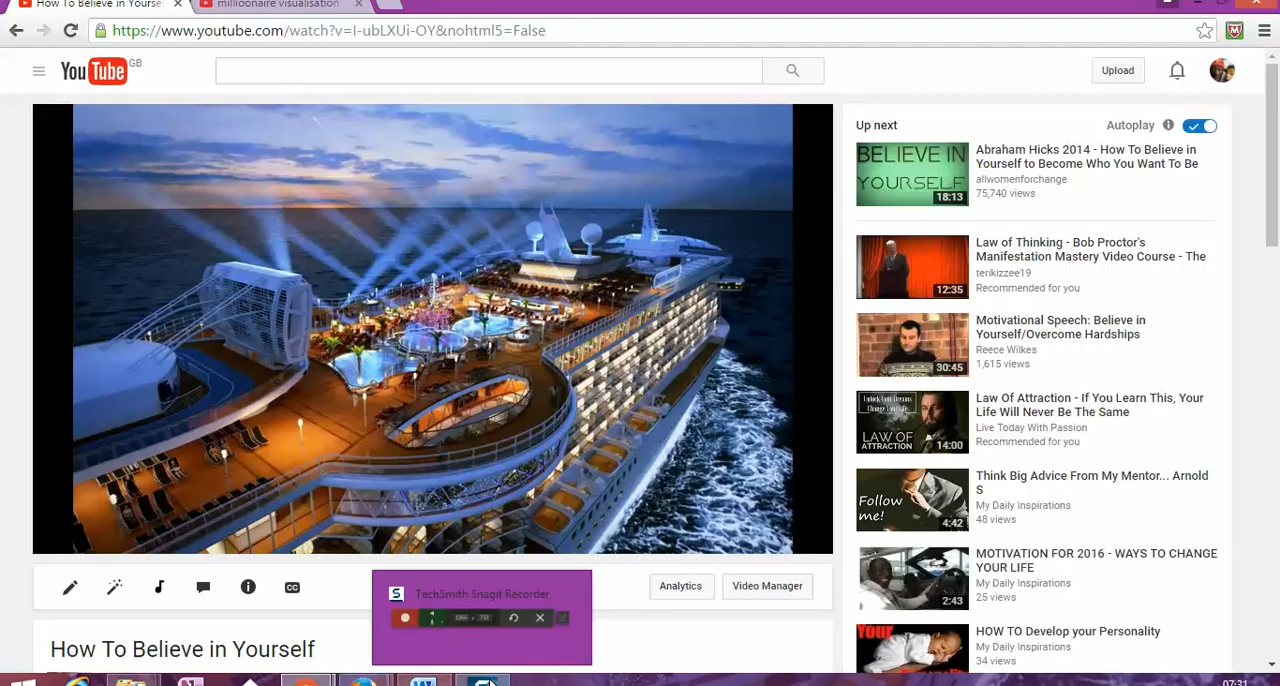 How To Believe in Yourse
millionaire visualisation
https://www.youtube.com/watch?v=I-ubLXUi-OY&nohtml5=False
YouTube GB
Upload
Up next
Autoplay
BELIEVE IN
YOURSELF
18:13
Abraham Hicks 2014 - How To Believe in
Yourself to Become Who You Want To Be
allwomenforchange
75,740 views
12:35
Law of Thinking - Bob Proctor's
Manifestation Mastery Video Course - The
terikizzee19
Recommended for you
30:45
Motivational Speech: Believe in
Yourself/Overcome Hardships
Reece Wilkes
1,615 views
Unlock Your Dreams
Change Your Life
LAW OF
ATTRACTION
14:00
Law Of Attraction - If You Learn This, Your
Life Will Never Be The Same
Live Today With Passion
Recommended for you
Follow
me!
4:42
Think Big Advice From My Mentor... Arnold
S
My Daily Inspirations
48 views
2:43
MOTIVATION FOR 2016 - WAYS TO CHANGE
YOUR LIFE
My Daily Inspirations
25 views
Your
HOW TO Develop your Personality
My Daily Inspirations
34 views
CC
S TechSmith Snagit Recorder
Analytics
Video Manager
How To Believe in Yourself
07:31